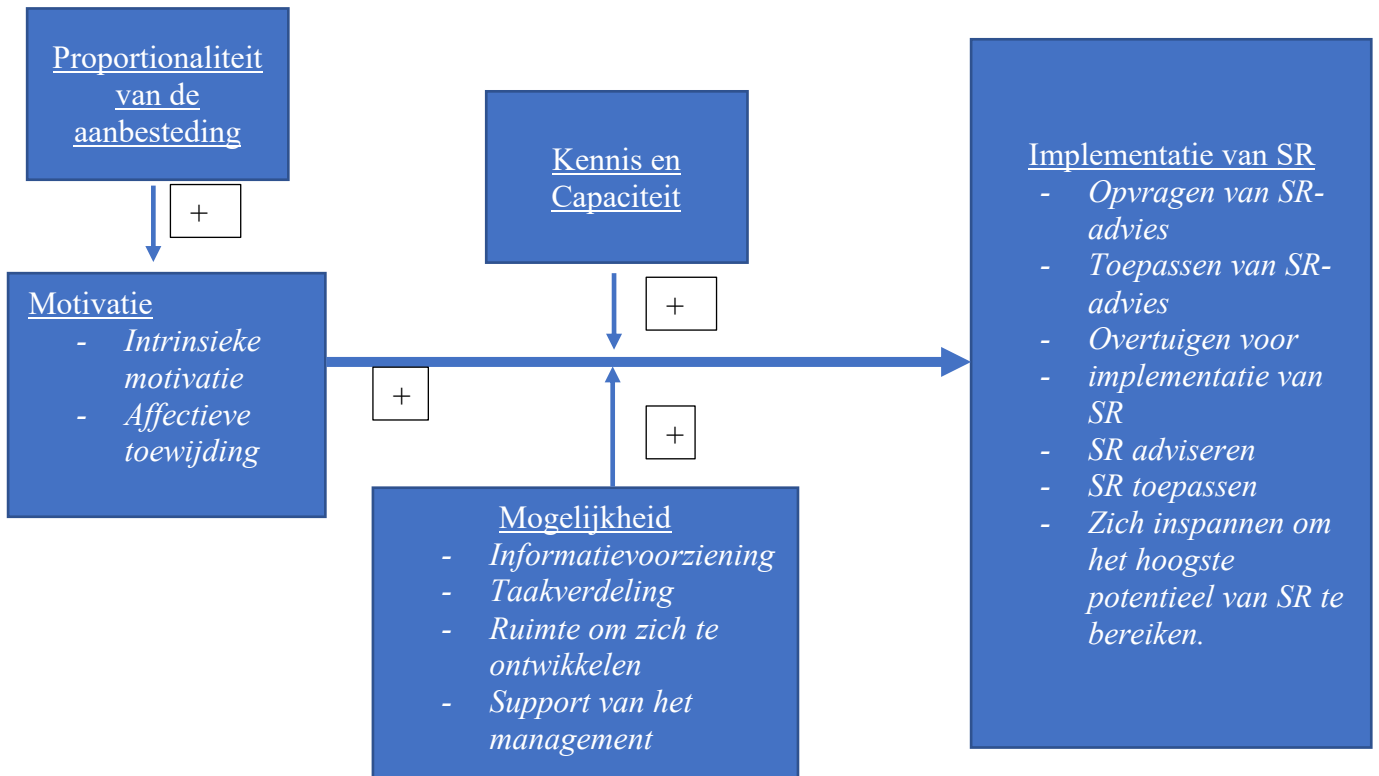 Proportionaliteit
van de
aanbesteding
+
Motivatie
- Intrinsieke
motivatie
- Affectieve
toewijding
+
Kennis en
Capaciteit
+
+
Mogelijkheid
- Informatievoorziening
- Taakverdeling
- Ruimte om zich te
ontwikkelen
- Support van het
management
Implementatie van SR
- Opvragen van SR-
advies
- Toepassen van SR-
advies
- Overtuigen voor
- implementatie van
SR
- SR adviseren
- SR toepassen
- Zich inspannen om
het hoogste
potentieel van SR te
bereiken.